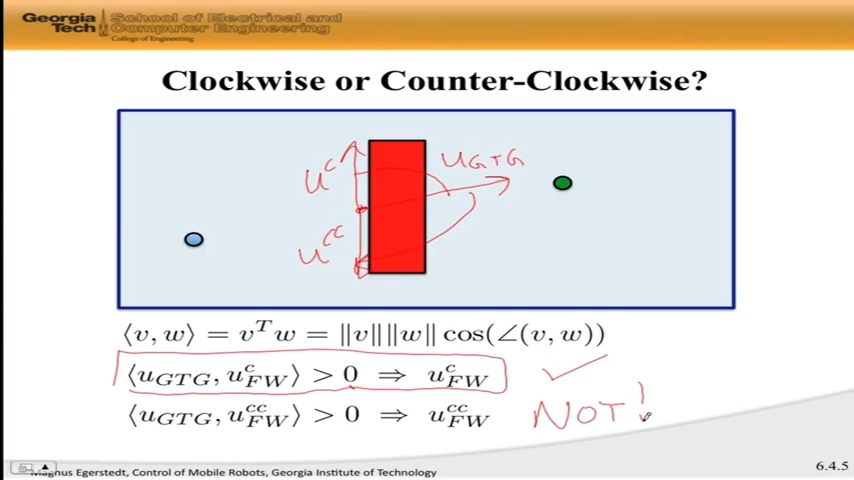 Georgia Tech
School of Electrical and Computer Engineering
College of Engineering
Clockwise or Counter-Clockwise?
u^c
u_GTG
u^cc
⟨v, w⟩ = v^T w = ‖v‖‖w‖ cos(∠(v, w))
⟨u_GTG, u^c_FW⟩ > 0 ⇒ u^c_FW
⟨u_GTG, u^cc_FW⟩ > 0 ⇒ u^cc_FW NOT!
Magnus Egerstedt, Control of Mobile Robots, Georgia Institute of Technology
6.4.5